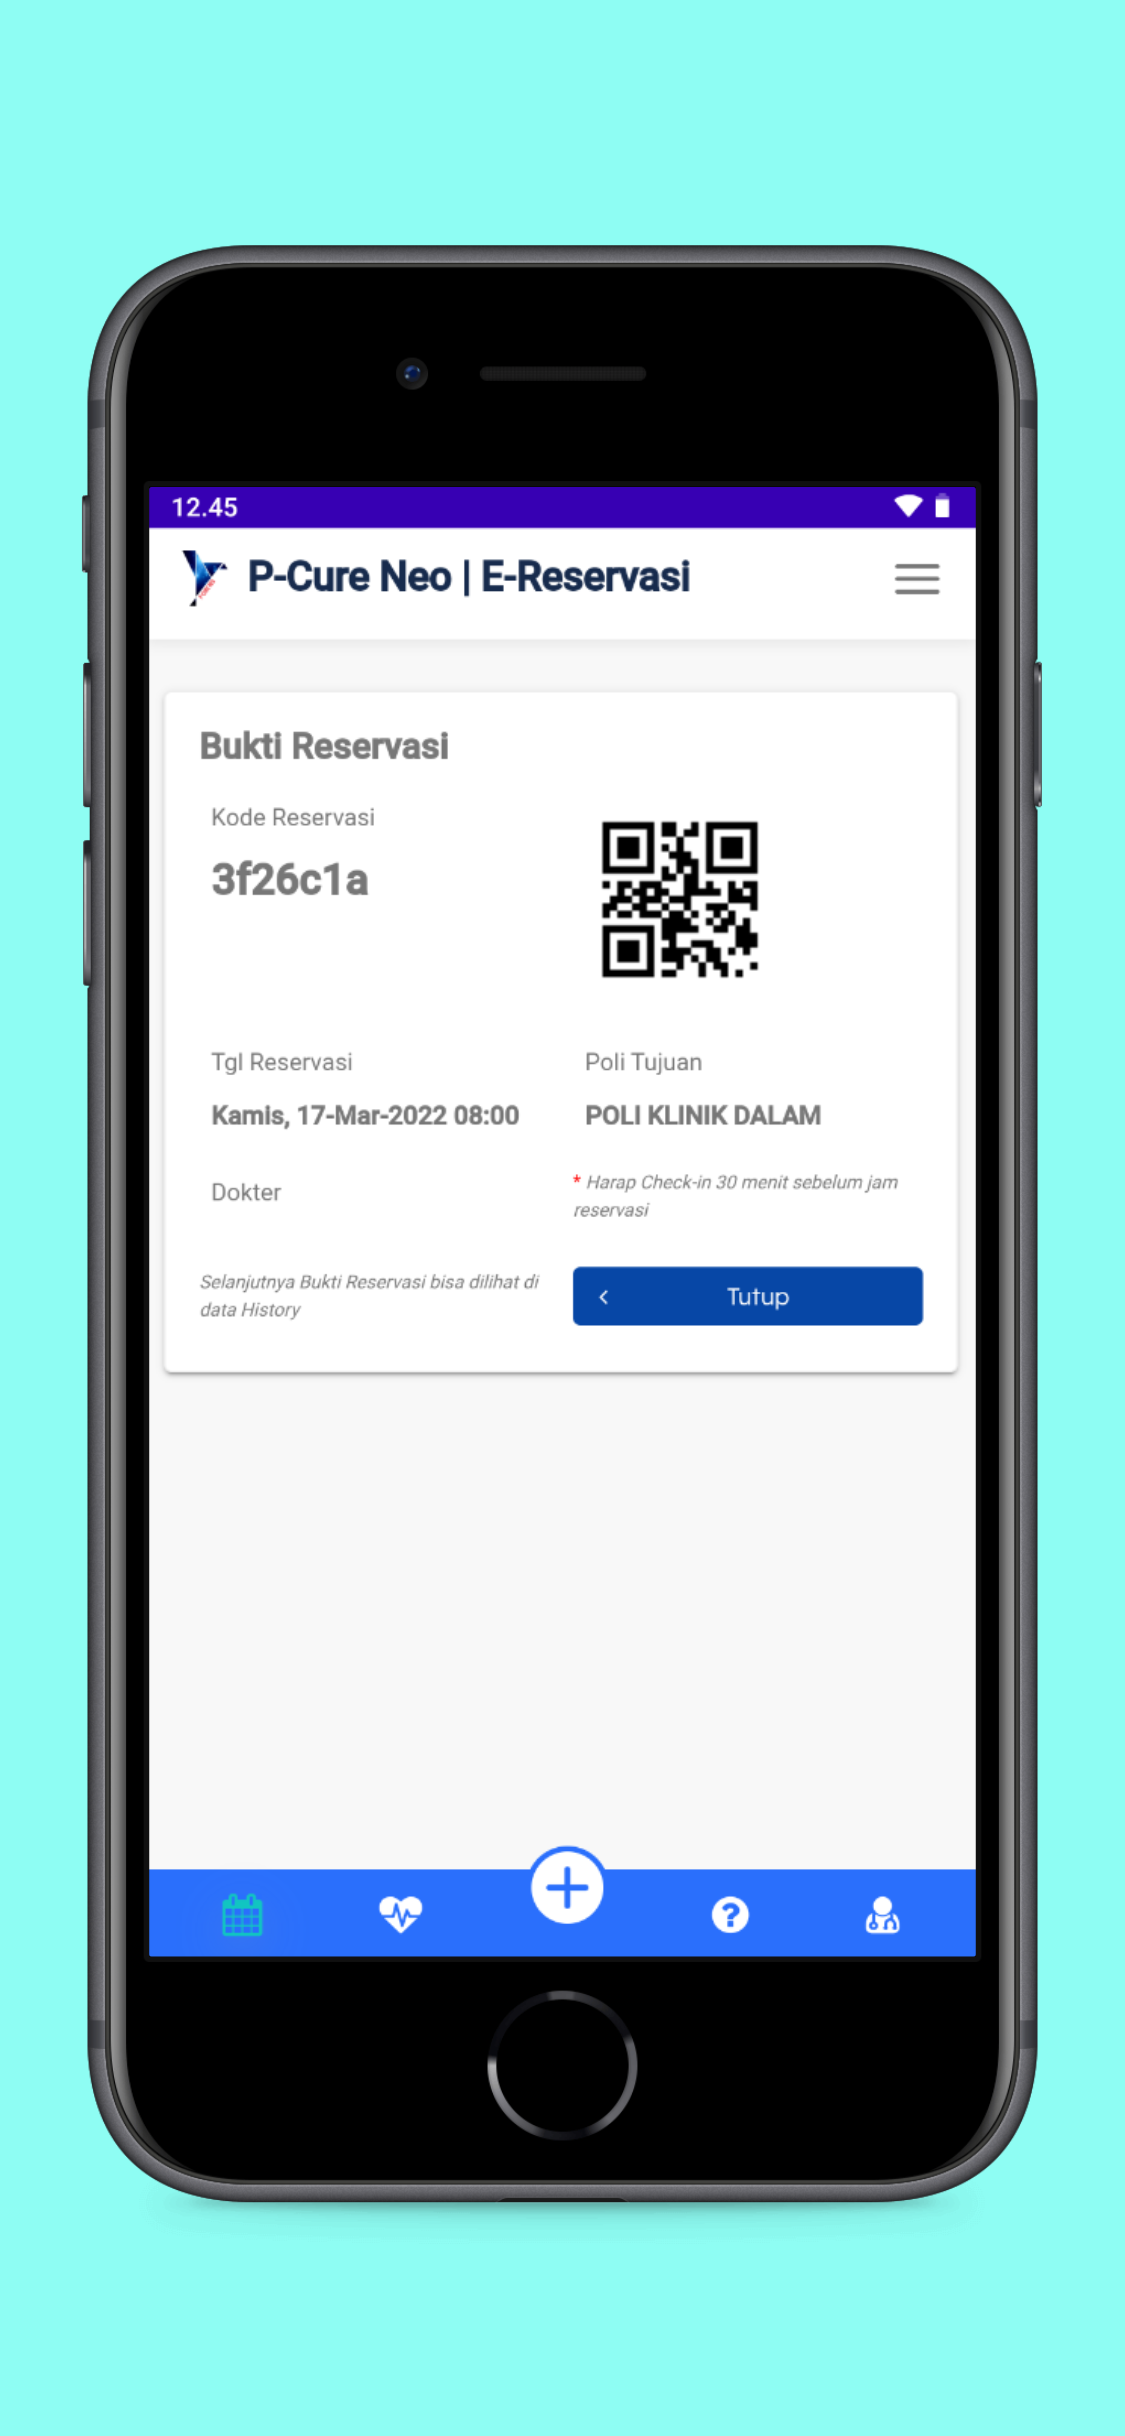 12.45
P-Cure Neo | E-Reservasi
Bukti Reservasi
Kode Reservasi
3f26c1a
Tgl Reservasi
Kamis, 17-Mar-2022 08:00
Poli Tujuan
POLI KLINIK DALAM
Dokter
* Harap Check-in 30 menit sebelum jam
reservasi
Selanjutnya Bukti Reservasi bisa dilihat di
data History
Tutup